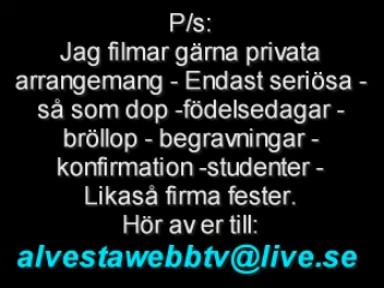 P/s:
Jag filmar gärna privata
arrangemang - Endast seriösa -
så som dop -födelsedagar -
bröllop - begravningar -
konfirmation -studenter -
Likaså firma fester.
Hör av er till:
alvestawebbtv@live.se